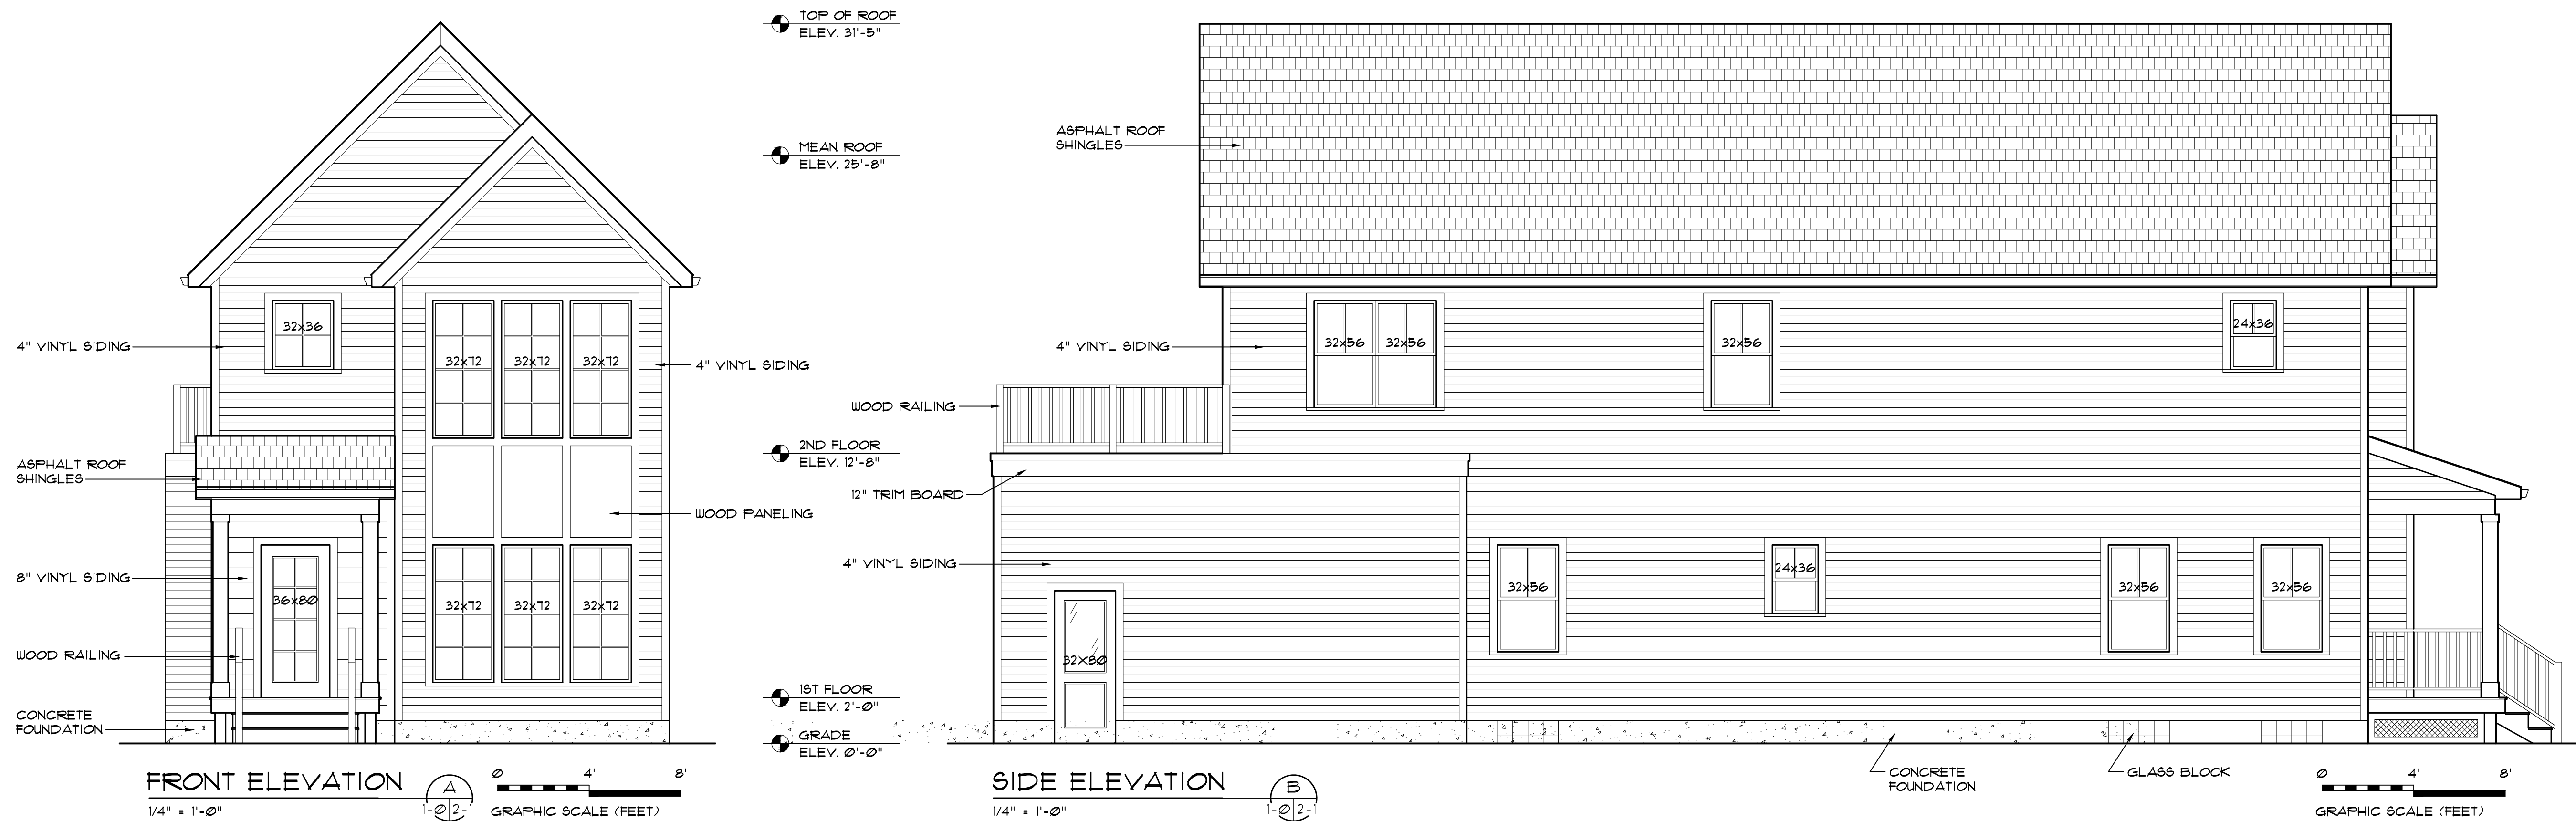 TOP OF ROOF
ELEV. 31'-5"
MEAN ROOF
ELEV. 25'-8"
2ND FLOOR
ELEV. 12'-8"
1ST FLOOR
ELEV. 2'-0"
GRADE
ELEV. 0'-0"
32x36
32x72
32x72
32x72
4" VINYL SIDING
4" VINYL SIDING
ASPHALT ROOF
SHINGLES
WOOD PANELING
8" VINYL SIDING
36x80
32x72
32x72
32x72
WOOD RAILING
CONCRETE
FOUNDATION
FRONT ELEVATION
1/4" = 1'-0"
A
1-0 2-1
0 4' 8'
GRAPHIC SCALE (FEET)
ASPHALT ROOF
SHINGLES
4" VINYL SIDING
32x56
32x56
32x56
24x36
WOOD RAILING
12" TRIM BOARD
4" VINYL SIDING
32x56
24x36
32x56
32x56
32X80
CONCRETE
FOUNDATION
GLASS BLOCK
SIDE ELEVATION
1/4" = 1'-0"
B
1-0 2-1
0 4' 8'
GRAPHIC SCALE (FEET)